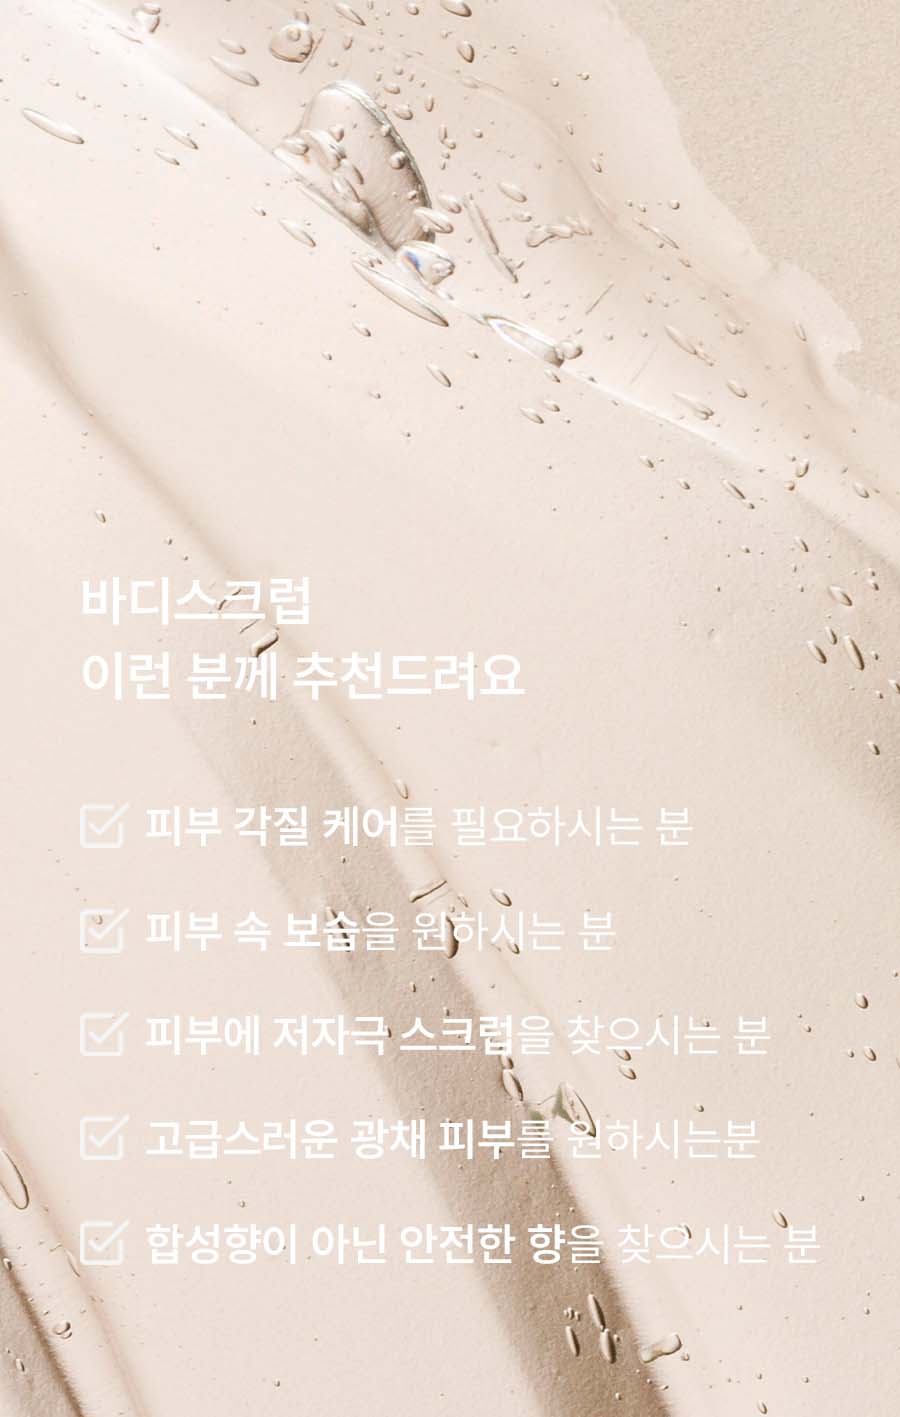 바디스크럽
이런 분께 추천드려요
피부 각질 케어를 필요하시는 분
피부 속 보습을 원하시는 분
피부에 저자극 스크럽을 찾으시는 분
고급스러운 광채 피부를 원하시는분
합성향이 아닌 안전한 향을 찾으시는 분